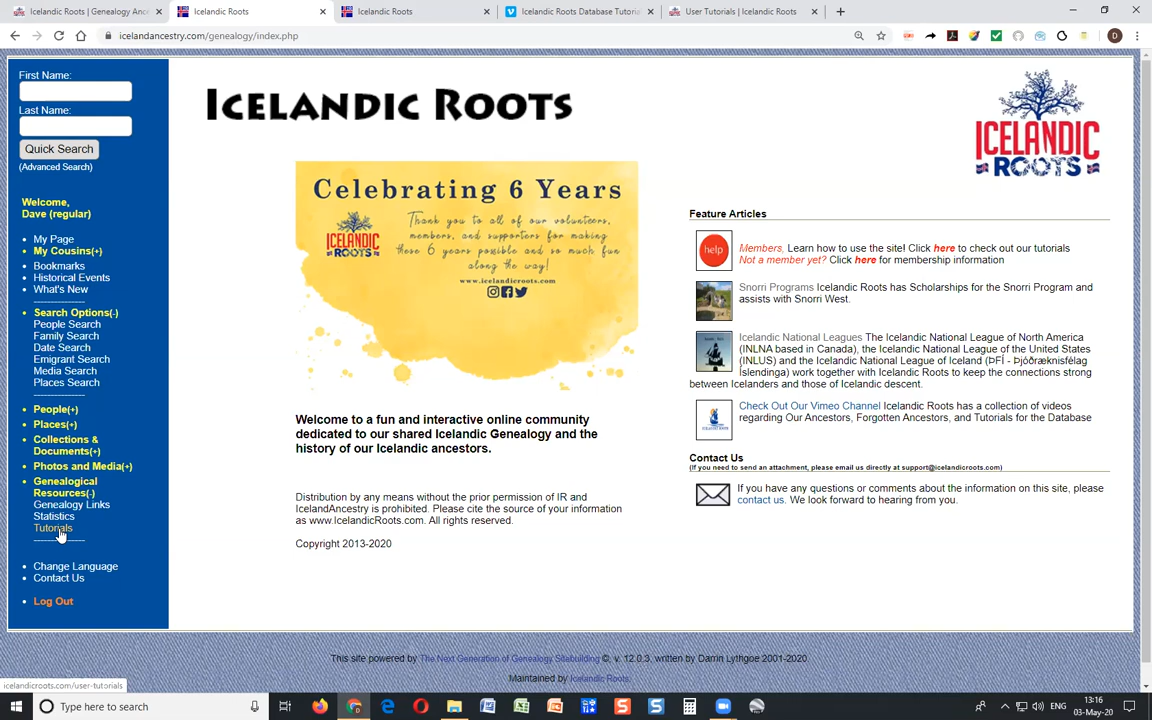 Icelandic Roots | Genealogy Anc
Icelandic Roots
Icelandic Roots
Icelandic Roots Database Tutoria
User Tutorials | Icelandic Roots
icelandancestry.com/genealogy/index.php
D
First Name:
Last Name:
Quick Search
(Advanced Search)
Welcome,
Dave (regular)
My Page
My Cousins(+)
Bookmarks
Historical Events
What's New
Search Options(-)
People Search
Family Search
Date Search
Emigrant Search
Media Search
Places Search
People(+)
Places(+)
Collections &
Documents(+)
Photos and Media(+)
Genealogical
Resources(-)
Genealogy Links
Statistics
Tutorials
Change Language
Contact Us
Log Out
Icelandic Roots
Celebrating 6 Years
ICELANDIC
ROOTS
Thank you to all of our volunteers,
members, and supporters for making
these 6 years possible and so much fun
along the way!
www.icelandicroots.com
Welcome to a fun and interactive online community
dedicated to our shared Icelandic Genealogy and the
history of our Icelandic ancestors.
Distribution by any means without the prior permission of IR and
IcelandAncestry is prohibited. Please cite the source of your information
as www.IcelandicRoots.com. All rights reserved.
Copyright 2013-2020
ICELANDIC
ROOTS
Feature Articles
help
Members, Learn how to use the site! Click here to check out our tutorials
Not a member yet? Click here for membership information
Snorri Programs Icelandic Roots has Scholarships for the Snorri Program and
assists with Snorri West.
Icelandic National Leagues The Icelandic National League of North America
(INLNA based in Canada), the Icelandic National League of the United States
(INLUS) and the Icelandic National League of Iceland (ÞFÍ - Þjóðræknisfélag
Íslendinga) work together with Icelandic Roots to keep the connections strong
between Icelanders and those of Icelandic descent.
Check Out Our Vimeo Channel Icelandic Roots has a collection of videos
regarding Our Ancestors, Forgotten Ancestors, and Tutorials for the Database
Contact Us
(If you need to send an attachment, please email us directly at support@icelandicroots.com)
If you have any questions or comments about the information on this site, please
contact us. We look forward to hearing from you.
This site powered by The Next Generation of Genealogy Sitebuilding ©, v. 12.0.3, written by Darrin Lythgoe 2001-2020.
Maintained by Icelandic Roots.
icelandicroots.com/user-tutorials
Type here to search
ENG
13:16
03-May-20